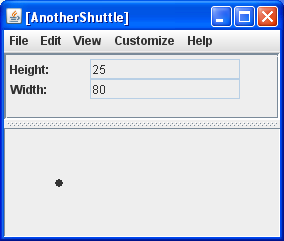 [AnotherShuttle]
File Edit View Customize Help
Height: 25
Width: 80